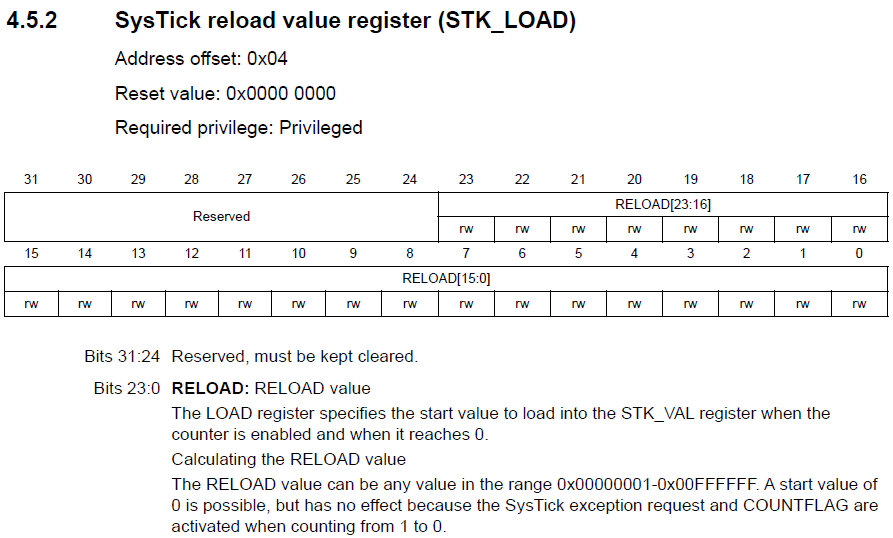 4.5.2 SysTick reload value register (STK_LOAD)
Address offset: 0x04
Reset value: 0x0000 0000
Required privilege: Privileged
31 30 29 28 27 26 25 24 23 22 21 20 19 18 17 16
Reserved RELOAD[23:16]
rw rw rw rw rw rw rw rw
15 14 13 12 11 10 9 8 7 6 5 4 3 2 1 0
RELOAD[15:0]
rw rw rw rw rw rw rw rw rw rw rw rw rw rw rw rw
Bits 31:24 Reserved, must be kept cleared.
Bits 23:0 RELOAD: RELOAD value
The LOAD register specifies the start value to load into the STK_VAL register when the
counter is enabled and when it reaches 0.
Calculating the RELOAD value
The RELOAD value can be any value in the range 0x00000001-0x00FFFFFF. A start value of
0 is possible, but has no effect because the SysTick exception request and COUNTFLAG are
activated when counting from 1 to 0.